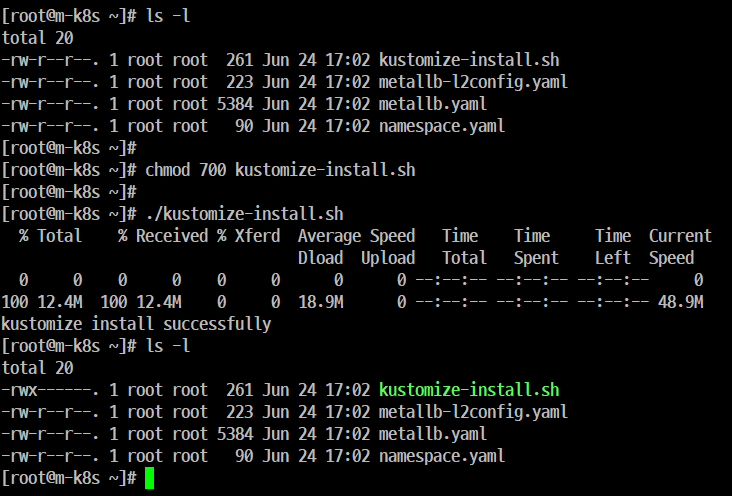 [root@m-k8s ~]# ls -l
total 20
-rw-r--r--. 1 root root  261 Jun 24 17:02 kustomize-install.sh
-rw-r--r--. 1 root root  223 Jun 24 17:02 metallb-l2config.yaml
-rw-r--r--. 1 root root 5384 Jun 24 17:02 metallb.yaml
-rw-r--r--. 1 root root   90 Jun 24 17:02 namespace.yaml
[root@m-k8s ~]#
[root@m-k8s ~]# chmod 700 kustomize-install.sh
[root@m-k8s ~]#
[root@m-k8s ~]# ./kustomize-install.sh
  % Total    % Received % Xferd  Average Speed   Time    Time     Time  Current
                                 Dload  Upload   Total   Spent    Left  Speed
  0     0    0     0    0     0      0      0 --:--:-- --:--:-- --:--:--     0
100 12.4M  100 12.4M    0     0  18.9M      0 --:--:-- --:--:-- --:--:-- 48.9M
kustomize install successfully
[root@m-k8s ~]# ls -l
total 20
-rwx------. 1 root root  261 Jun 24 17:02 kustomize-install.sh
-rw-r--r--. 1 root root  223 Jun 24 17:02 metallb-l2config.yaml
-rw-r--r--. 1 root root 5384 Jun 24 17:02 metallb.yaml
-rw-r--r--. 1 root root   90 Jun 24 17:02 namespace.yaml
[root@m-k8s ~]#